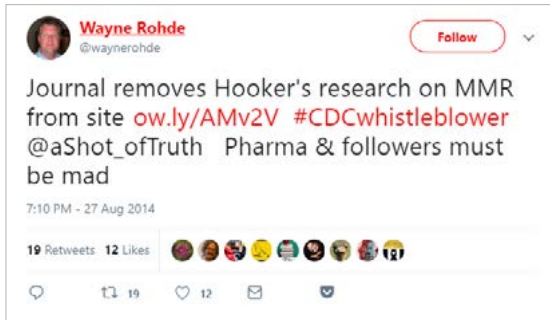 Wayne Rohde
@waynerohde
Follow
Journal removes Hooker's research on MMR
from site ow.ly/AMv2V #CDCwhistleblower
@aShot_ofTruth Pharma & followers must
be mad
7:10 PM - 27 Aug 2014
19 Retweets 12 Likes
19 12